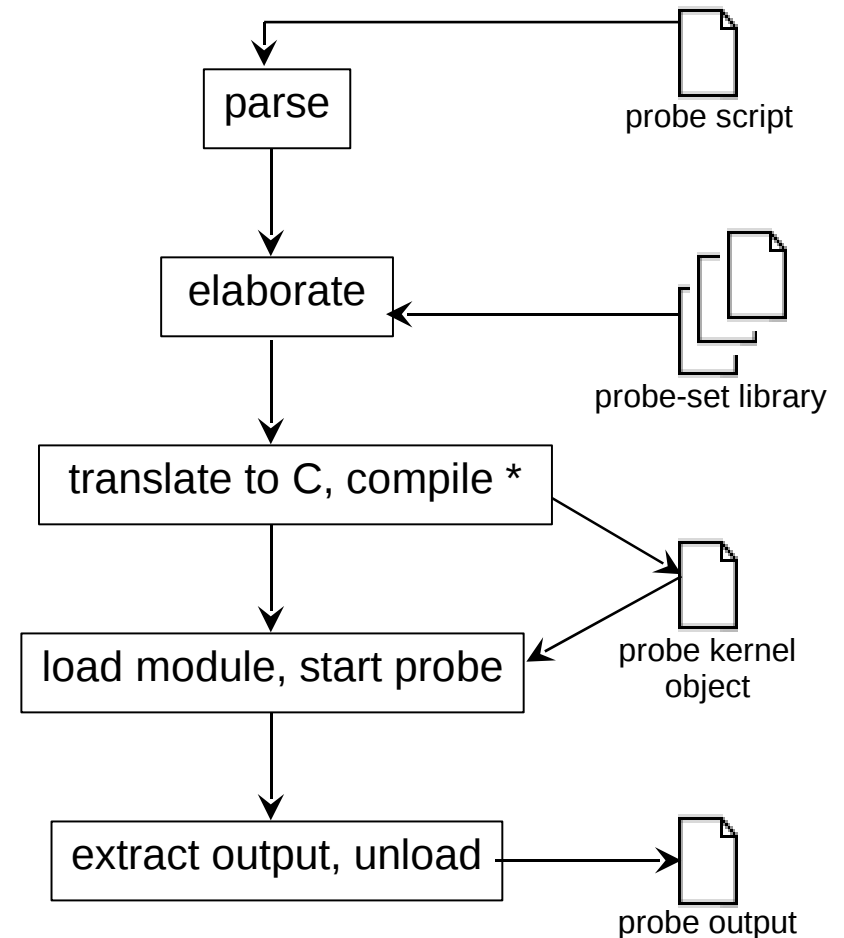 parse
probe script
elaborate
probe-set library
translate to C, compile *
probe kernel
object
load module, start probe
extract output, unload
probe output